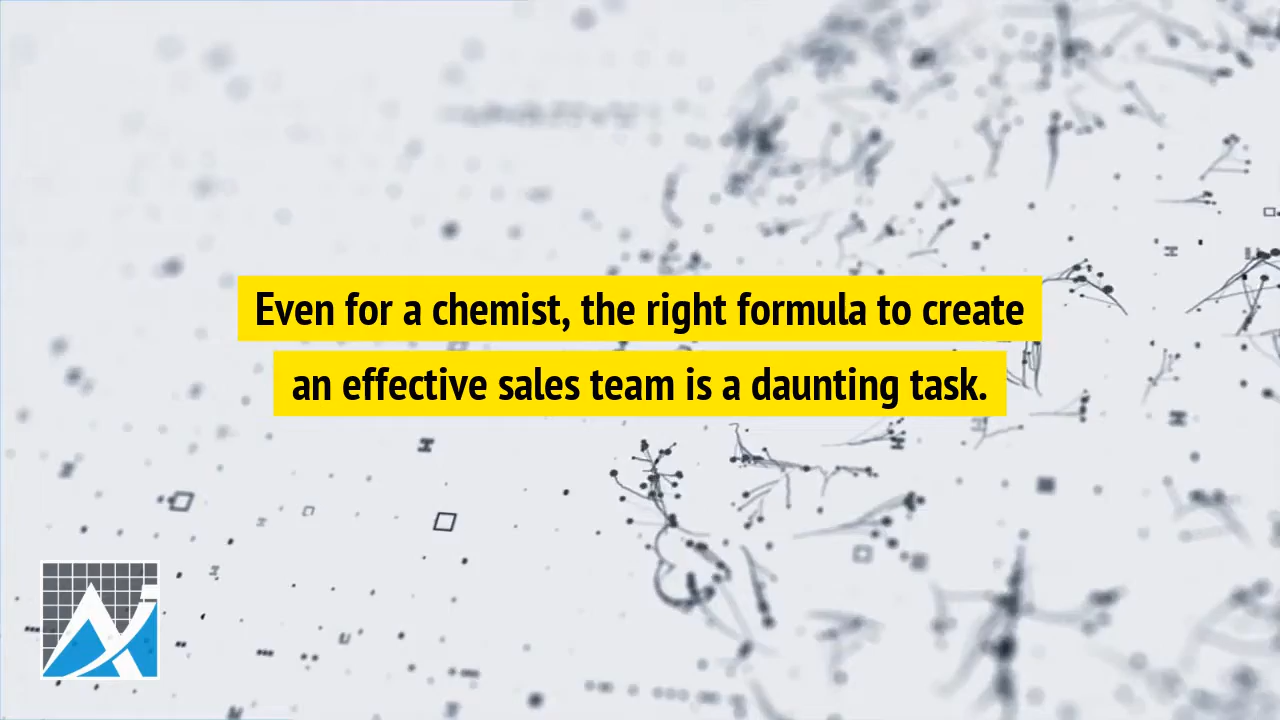 Even for a chemist, the right formula to create
an effective sales team is a daunting task.